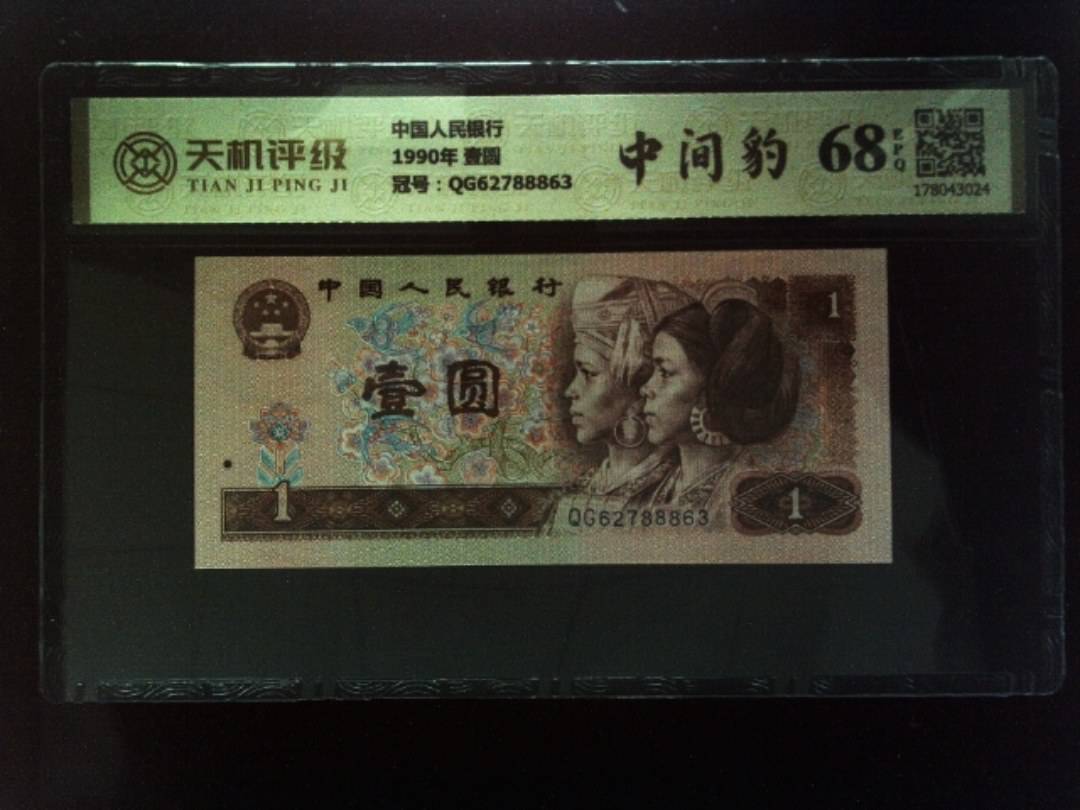 天机评级
TIAN JI PING JI
中国人民银行
1990年 壹圆
冠号：QG62788863
中间豹
68
EPQ
178043024
中国人民银行
1
壹圆
1
QG62788863
1